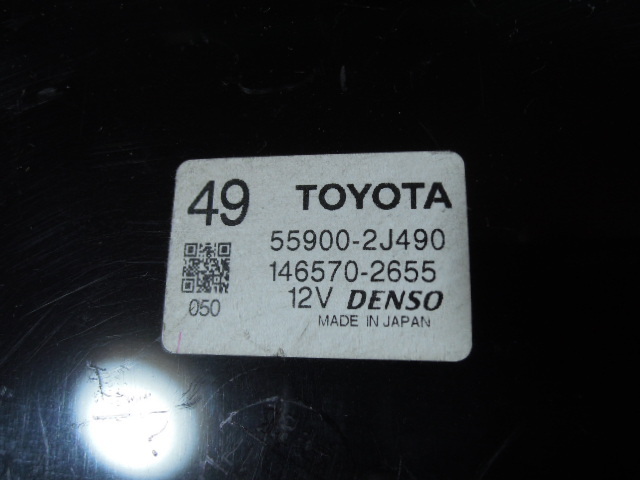 49 TOYOTA
55900-2J490
146570-2655
050 12V DENSO
MADE IN JAPAN